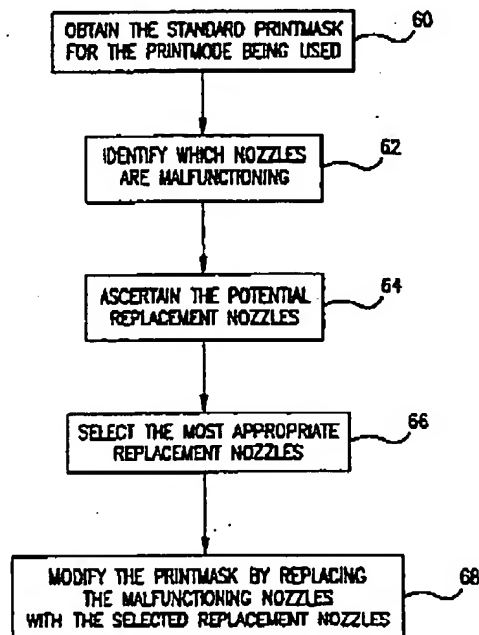 OBTAIN THE STANDARD PRINTMASK
FOR THE PRINTMODE BEING USED
60
IDENTIFY WHICH NOZZLES
ARE MALFUNCTIONING
62
ASCERTAIN THE POTENTIAL
REPLACEMENT NOZZLES
64
SELECT THE MOST APPROPRIATE
REPLACEMENT NOZZLES
66
MODIFY THE PRINTMASK BY REPLACING
THE MALFUNCTIONING NOZZLES
WITH THE SELECTED REPLACEMENT NOZZLES
68